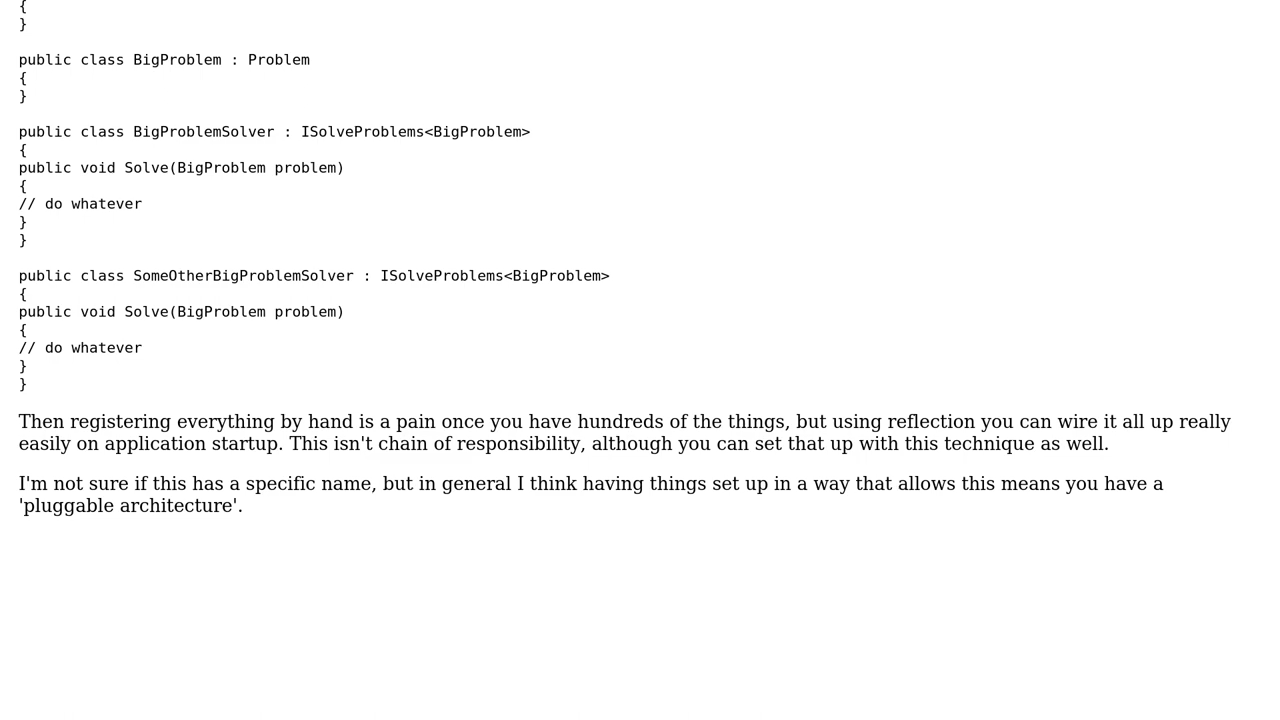 {
}
public class BigProblem : Problem
{
}
public class BigProblemSolver : ISolveProblems<BigProblem>
{
public void Solve(BigProblem problem)
{
// do whatever
}
}
public class SomeOtherBigProblemSolver : ISolveProblems<BigProblem>
{
public void Solve(BigProblem problem)
{
// do whatever
}
}
Then registering everything by hand is a pain once you have hundreds of the things, but using reflection you can wire it all up really
easily on application startup. This isn't chain of responsibility, although you can set that up with this technique as well.
I'm not sure if this has a specific name, but in general I think having things set up in a way that allows this means you have a
'pluggable architecture'.